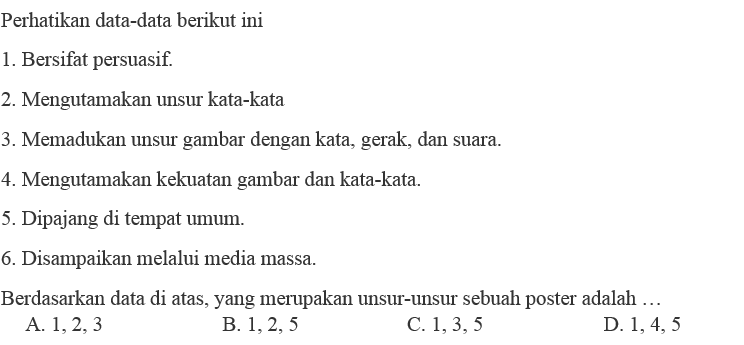 Perhatikan data-data berikut ini
1. Bersifat persuasif.
2. Mengutamakan unsur kata-kata
3. Memadukan unsur gambar dengan kata, gerak, dan suara.
4. Mengutamakan kekuatan gambar dan kata-kata.
5. Dipajang di tempat umum.
6. Disampaikan melalui media massa.
Berdasarkan data di atas, yang merupakan unsur-unsur sebuah poster adalah …
A. 1, 2, 3 B. 1, 2, 5 C. 1, 3, 5 D. 1, 4, 5